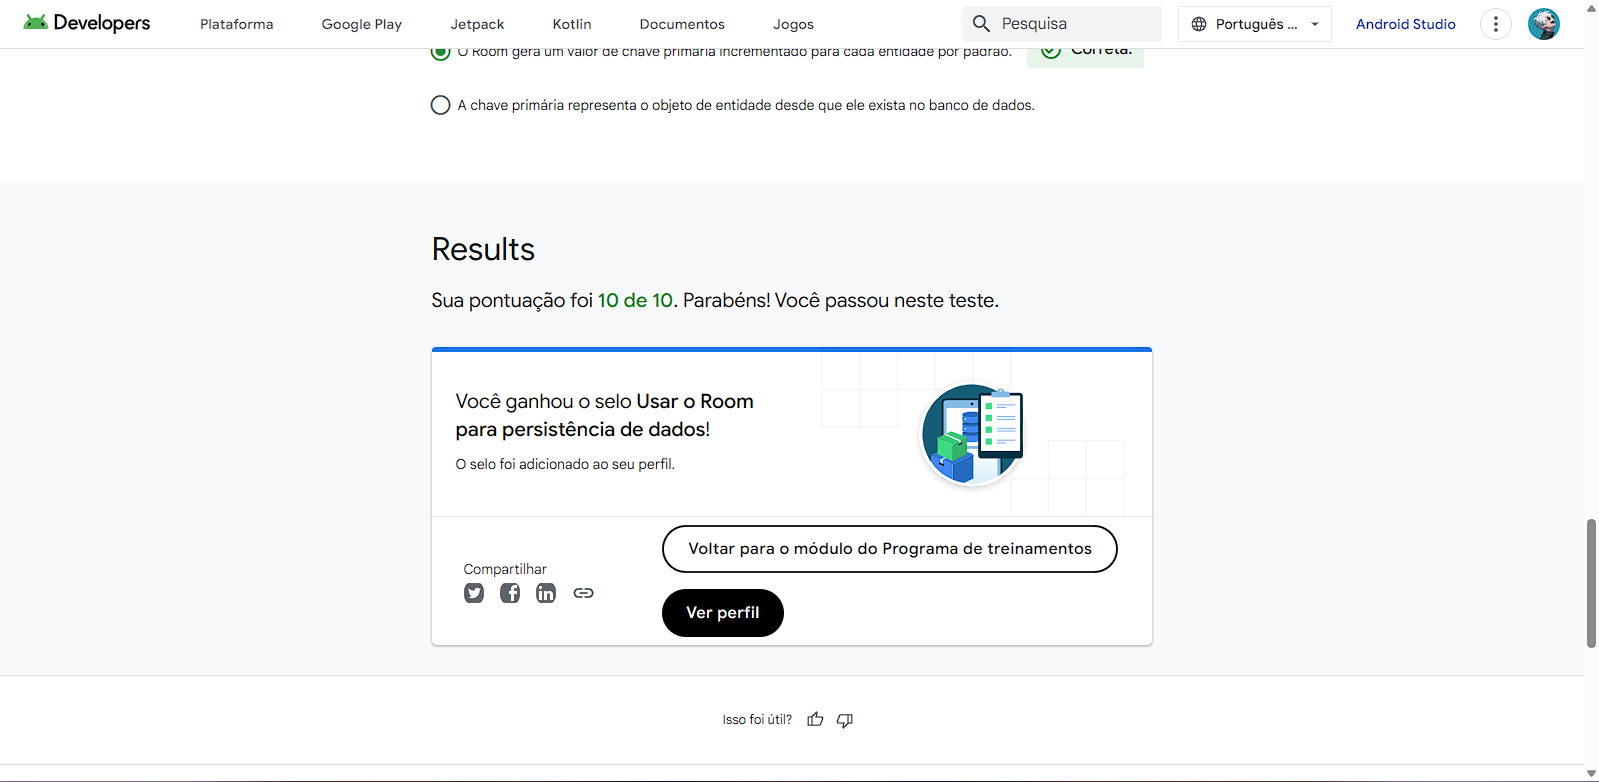 Developers
Plataforma
Google Play
Jetpack
Kotlin
Documentos
Jogos
Pesquisa
Português ...
Android Studio
O Room gera um valor de chave primária incrementado para cada entidade por padrão.
Correta.
A chave primária representa o objeto de entidade desde que ele exista no banco de dados.
Results
Sua pontuação foi 10 de 10. Parabéns! Você passou neste teste.
Você ganhou o selo Usar o Room
para persistência de dados!
O selo foi adicionado ao seu perfil.
Voltar para o módulo do Programa de treinamentos
Compartilhar
Ver perfil
Isso foi útil?